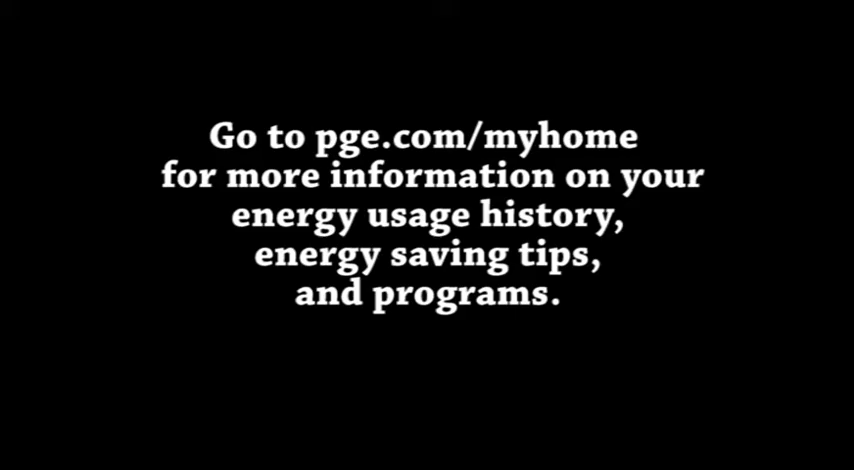 Go to pge.com/myhome
for more information on your
energy usage history,
energy saving tips,
and programs.